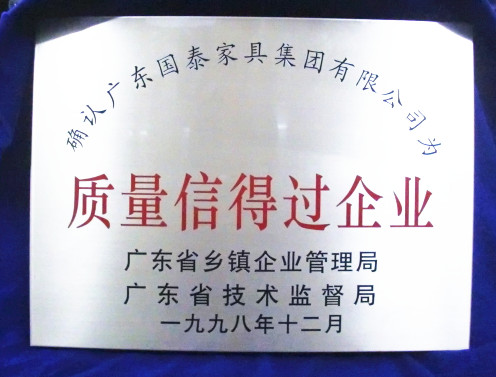 确认广东国泰家具集团有限公司为
质量信得过企业
广东省乡镇企业管理局
广东省技术监督局
一九九八年十二月